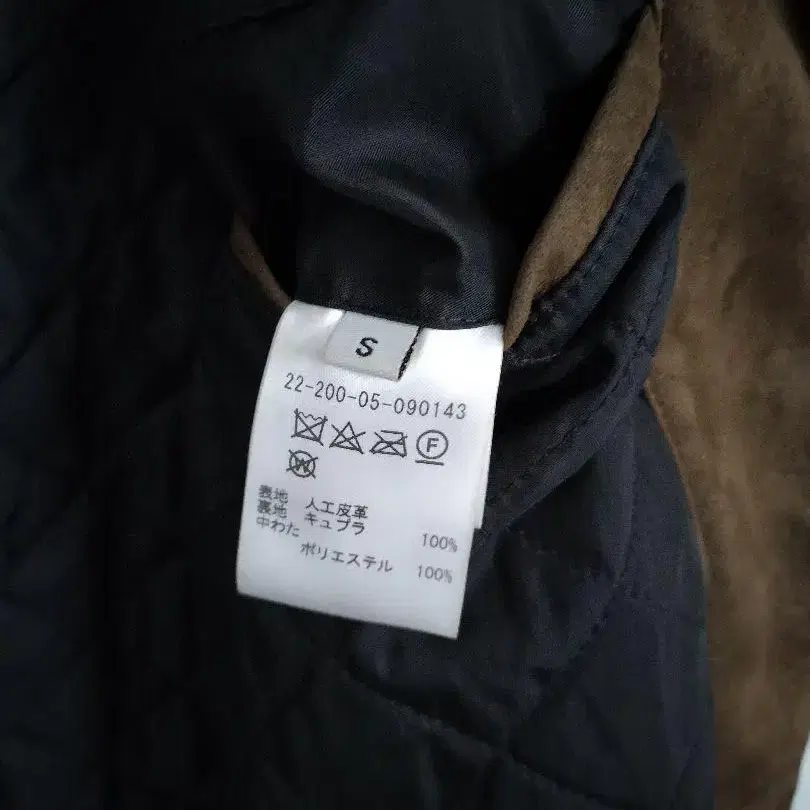 S
22-200-05-090143
F
W
表地 人工皮革
裏地 キュプラ 100%
中わた ポリエステル 100%